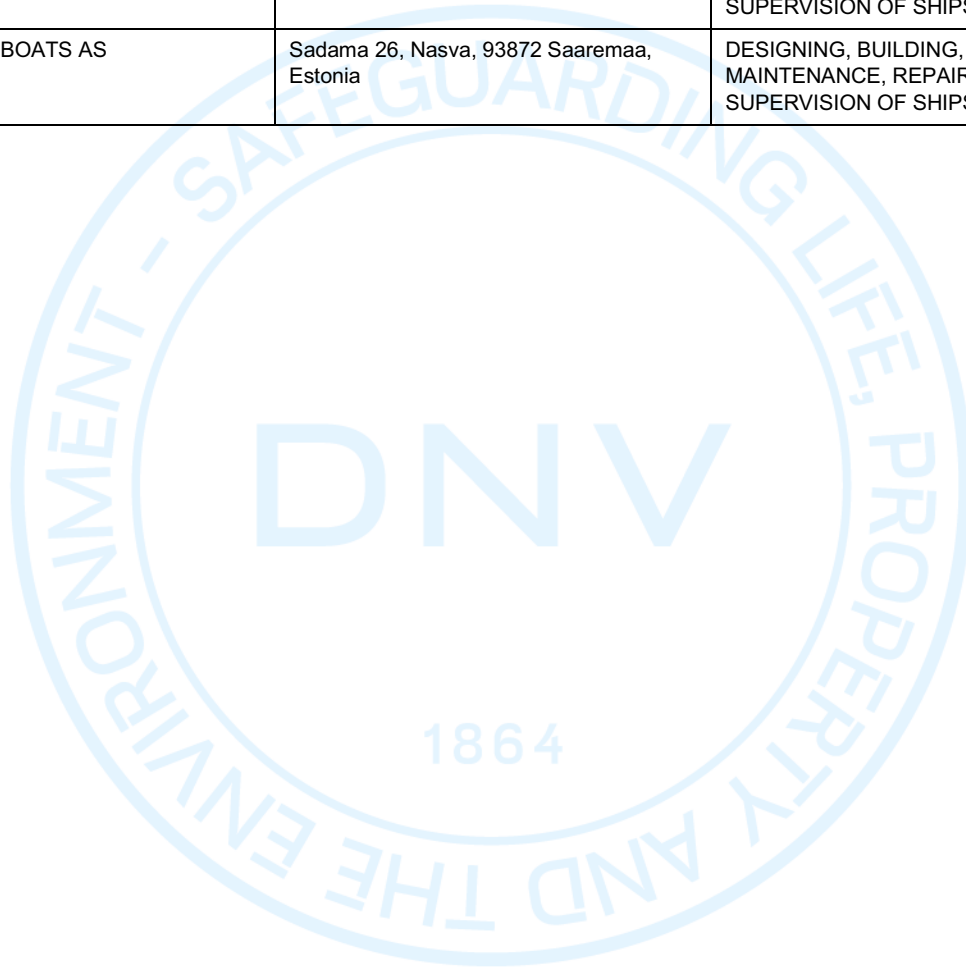 SUPERVISION OF SHIPS
BOATS AS
Sadama 26, Nasva, 93872 Saaremaa,
Estonia
DESIGNING, BUILDING,
MAINTENANCE, REPAIR
SUPERVISION OF SHIPS
SAFEGUARDING LIFE, PROPERTY AND THE ENVIRONMENT -
DNV
1864